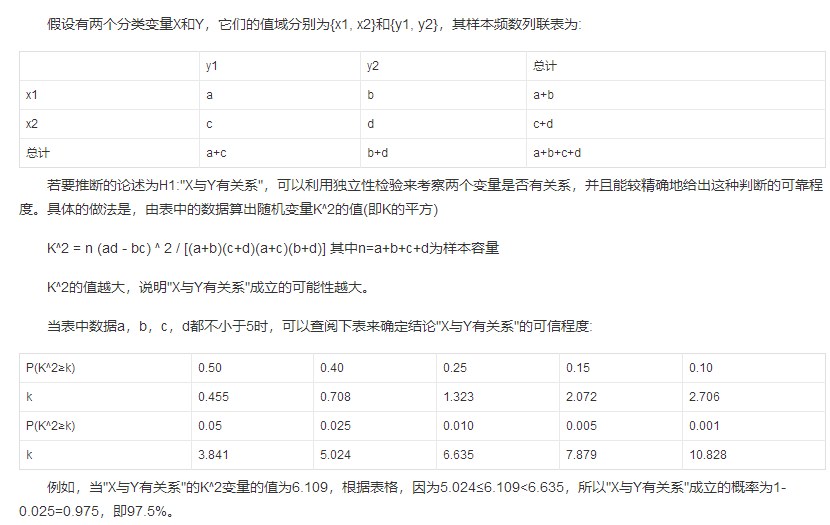 假设有两个分类变量X和Y，它们的值域分别为{x1, x2}和{y1, y2}，其样本频数列联表为:
y1 y2 总计
x1 a b a+b
x2 c d c+d
总计 a+c b+d a+b+c+d
若要推断的论述为H1:"X与Y有关系"，可以利用独立性检验来考察两个变量是否有关系，并且能较精确地给出这种判断的可靠程
度。具体的做法是，由表中的数据算出随机变量K^2的值(即K的平方)
K^2 = n (ad - bc) ^ 2 / [(a+b)(c+d)(a+c)(b+d)] 其中n=a+b+c+d为样本容量
K^2的值越大，说明"X与Y有关系"成立的可能性越大。
当表中数据a，b，c，d都不小于5时，可以查阅下表来确定结论"X与Y有关系"的可信程度:
P(K^2≥k) 0.50 0.40 0.25 0.15 0.10
k 0.455 0.708 1.323 2.072 2.706
P(K^2≥k) 0.05 0.025 0.010 0.005 0.001
k 3.841 5.024 6.635 7.879 10.828
例如，当"X与Y有关系"的K^2变量的值为6.109，根据表格，因为5.024≤6.109<6.635，所以"X与Y有关系"成立的概率为1-
0.025=0.975，即97.5%。